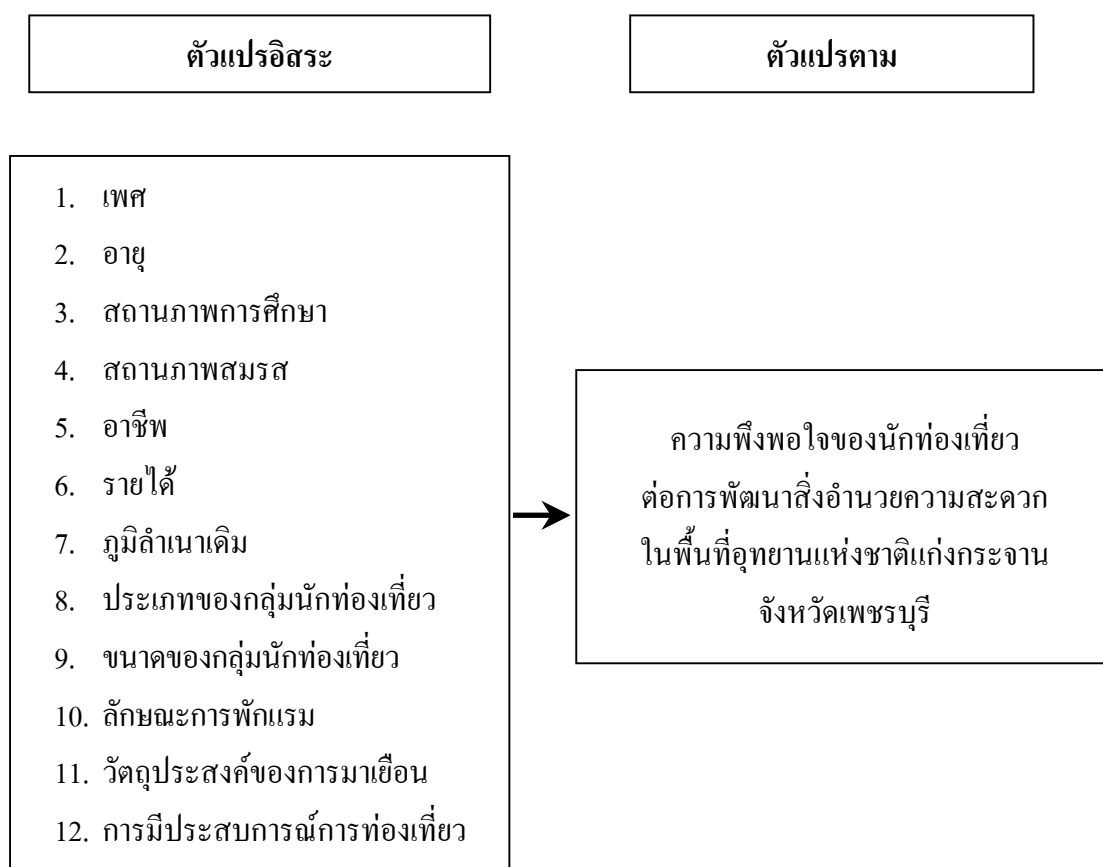 ตัวแปรอิสระ
ตัวแปรตาม
1. เพศ
2. อายุ
3. สถานภาพการศึกษา
4. สถานภาพสมรส
5. อาชีพ
6. รายได้
7. ภูมิลำเนาเดิม
8. ประเภทของกลุ่มนักท่องเที่ยว
9. ขนาดของกลุ่มนักท่องเที่ยว
10. ลักษณะการพักแรม
11. วัตถุประสงค์ของการมาเยือน
12. การมีประสบการณ์การท่องเที่ยว
ความพึงพอใจของนักท่องเที่ยว
ต่อการพัฒนาสิ่งอำนวยความสะดวก
ในพื้นที่อุทยานแห่งชาติแก่งกระจาน
จังหวัดเพชรบุรี